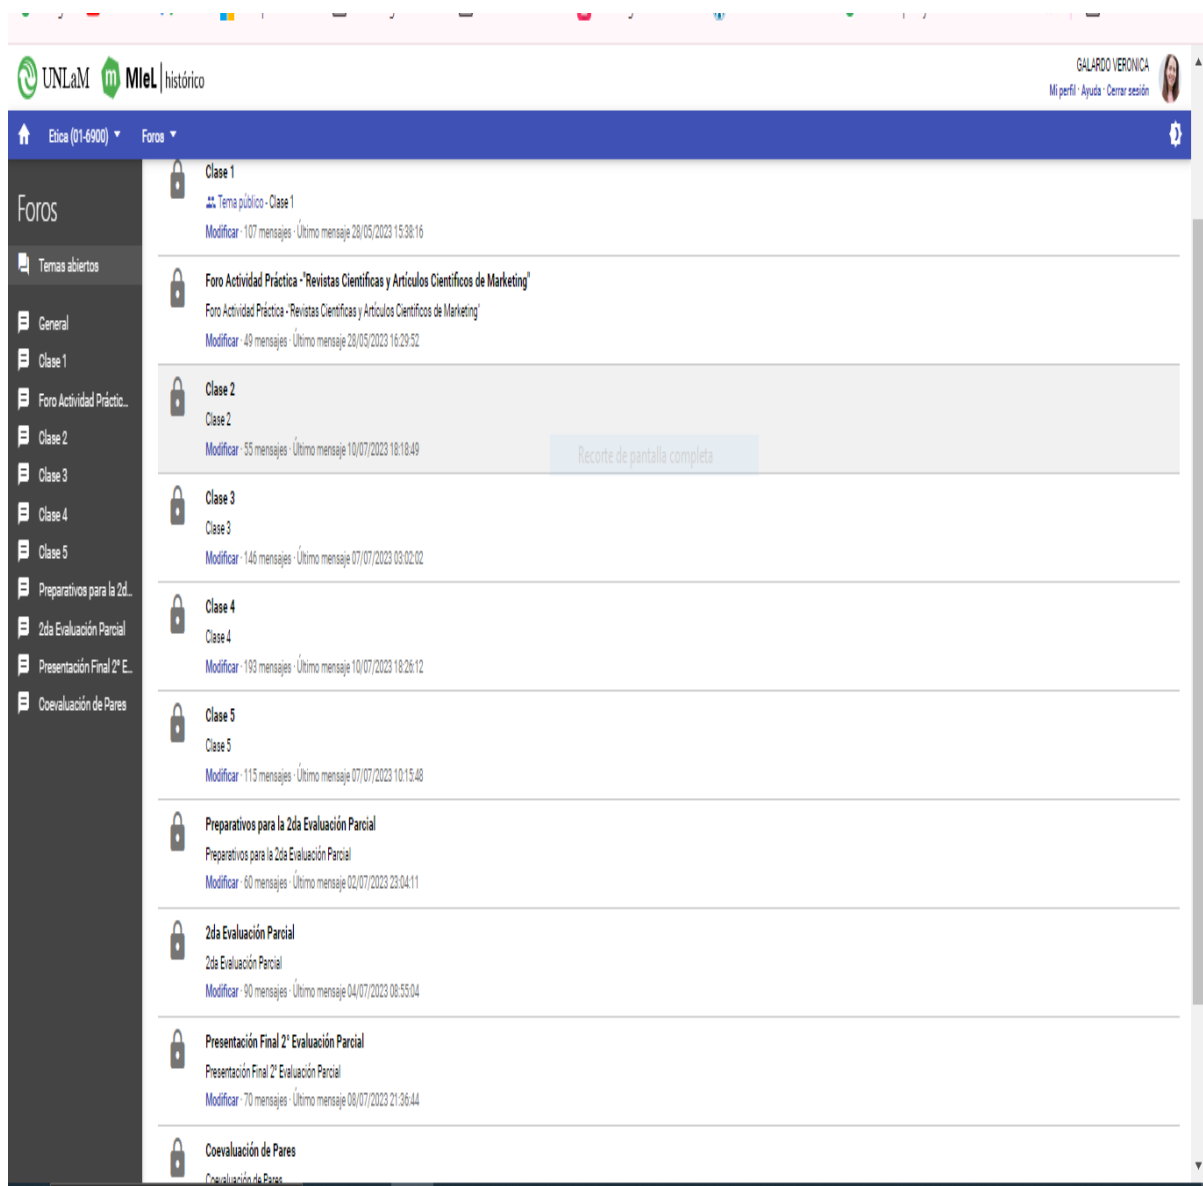 UNLaM m MIeL | histórico
GALARDO VERONICA
Mi perfil · Ayuda · Cerrar sesión
Etica (01-6900) Foros
Foros
Temas abiertos
General
Clase 1
Foro Actividad Práctic...
Clase 2
Clase 3
Clase 4
Clase 5
Preparativos para la 2d...
2da Evaluación Parcial
Presentación Final 2° E...
Coevaluación de Pares
Clase 1
Tema público - Clase 1
Modificar · 107 mensajes · Último mensaje 28/05/2023 15:38:16
Foro Actividad Práctica -"Revistas Cientificas y Artículos Cientificos de Marketing"
Foro Actividad Práctica -"Revistas Cientificas y Artículos Cientificos de Marketing"
Modificar · 49 mensajes · Último mensaje 28/05/2023 16:29:52
Clase 2
Clase 2
Modificar · 55 mensajes · Último mensaje 10/07/2023 18:18:49
Recorte de pantalla completa
Clase 3
Clase 3
Modificar · 146 mensajes · Último mensaje 07/07/2023 03:02:02
Clase 4
Clase 4
Modificar · 193 mensajes · Último mensaje 10/07/2023 18:26:12
Clase 5
Clase 5
Modificar · 115 mensajes · Último mensaje 07/07/2023 10:15:48
Preparativos para la 2da Evaluación Parcial
Preparativos para la 2da Evaluación Parcial
Modificar · 60 mensajes · Último mensaje 02/07/2023 23:04:11
2da Evaluación Parcial
2da Evaluación Parcial
Modificar · 90 mensajes · Último mensaje 04/07/2023 08:55:04
Presentación Final 2° Evaluación Parcial
Presentación Final 2° Evaluación Parcial
Modificar · 70 mensajes · Último mensaje 08/07/2023 21:36:44
Coevaluación de Pares
Coevaluación de Pares